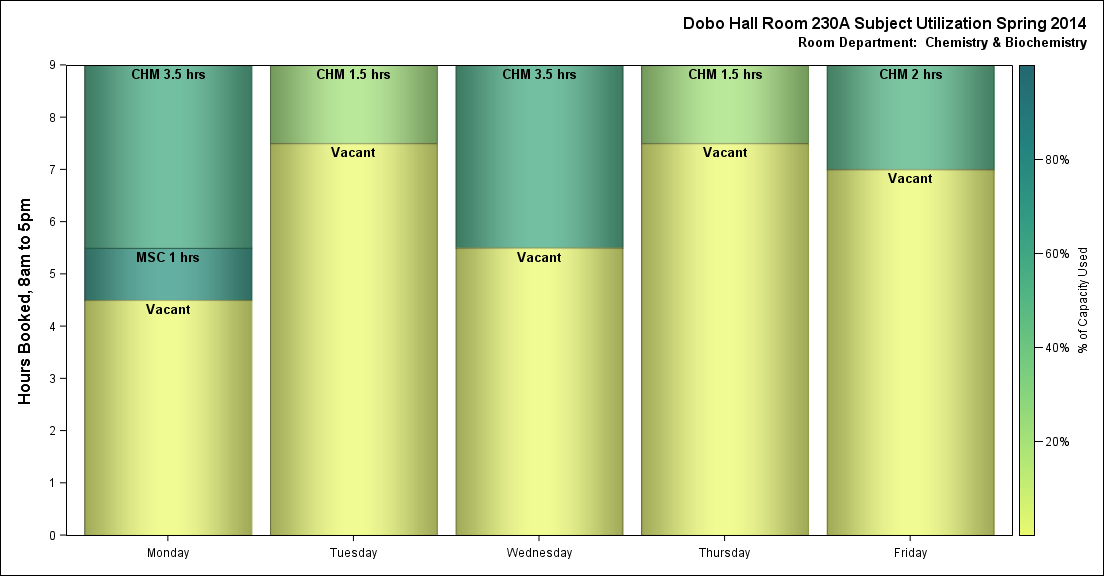 Dobo Hall Room 230A Subject Utilization Spring 2014
Room Department:  Chemistry & Biochemistry
Hours Booked, 8am to 5pm
9
8
7
6
5
4
3
2
1
0
CHM 3.5 hrs
MSC 1 hrs
Vacant
CHM 1.5 hrs
Vacant
CHM 3.5 hrs
Vacant
CHM 1.5 hrs
Vacant
CHM 2 hrs
Vacant
Monday
Tuesday
Wednesday
Thursday
Friday
80%
60%
40%
20%
% of Capacity Used